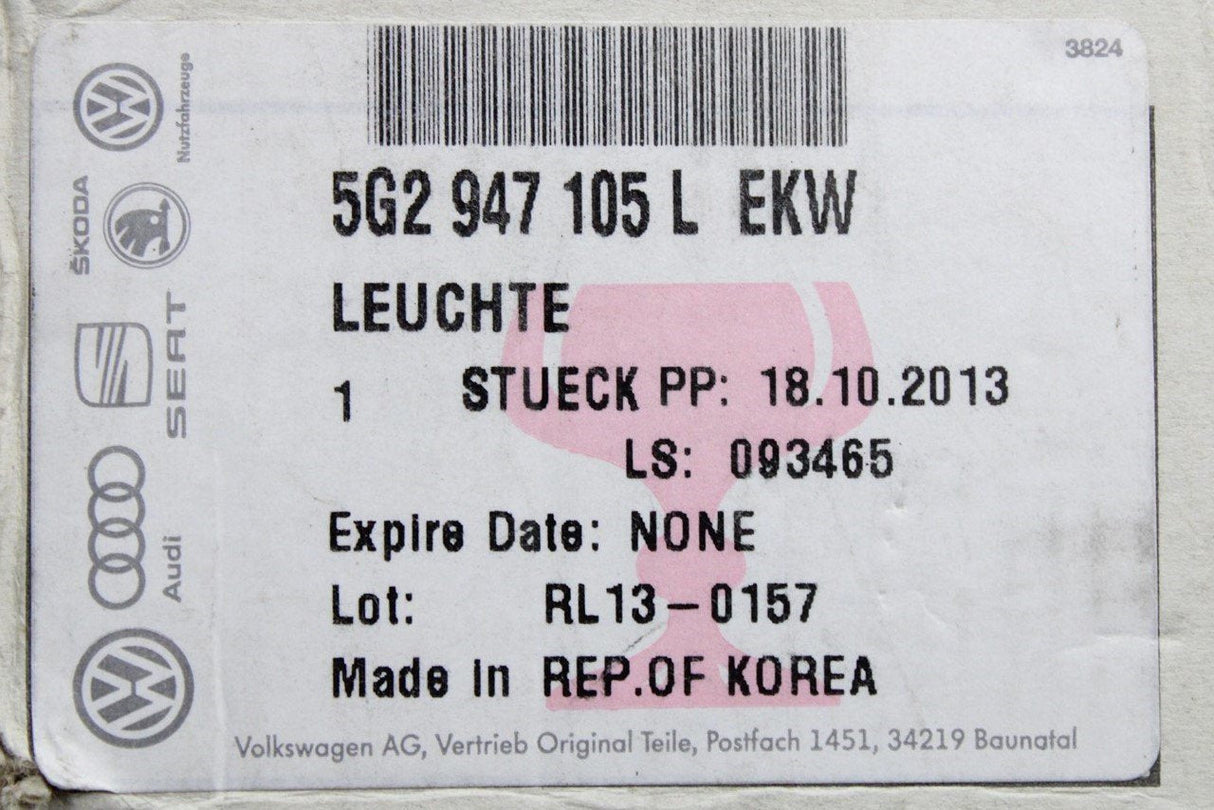 3824
5G2 947 105 L EKW
LEUCHTE
1 STUECK PP: 18.10.2013
LS: 093465
Expire Date: NONE
Lot: RL13-0157
Made in REP.OF KOREA
Volkswagen AG, Vertrieb Original Teile, Postfach 1451, 34219 Baunatal
Nutzfahrzeuge
ŠKODA
SEAT
Audi